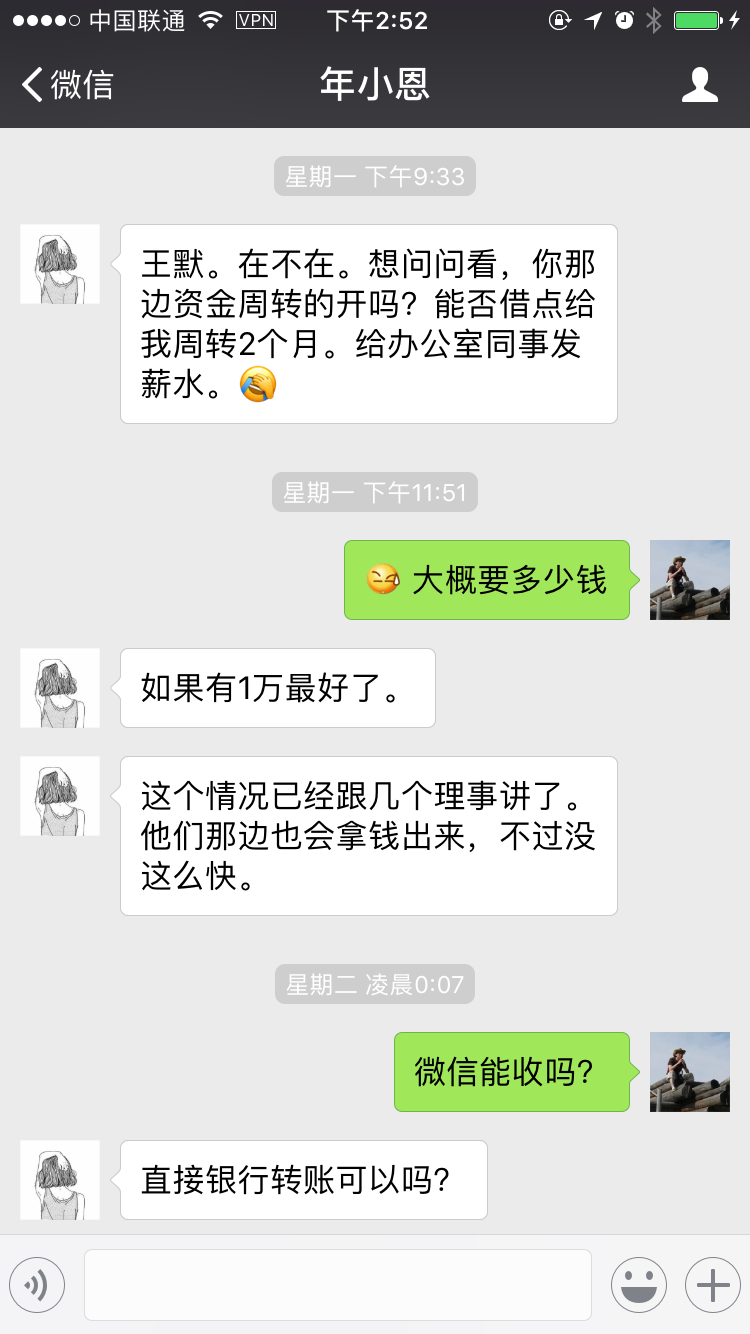 中国联通 VPN 下午2:52
微信 年小恩
星期一 下午9:33
王默。在不在。想问问看，你那
边资金周转的开吗？能否借点给
我周转2个月。给办公室同事发
薪水。🤦
星期一 下午11:51
😅 大概要多少钱
如果有1万最好了。
这个情况已经跟几个理事讲了。
他们那边也会拿钱出来，不过没
这么快。
星期二 凌晨0:07
微信能收吗？
直接银行转账可以吗？